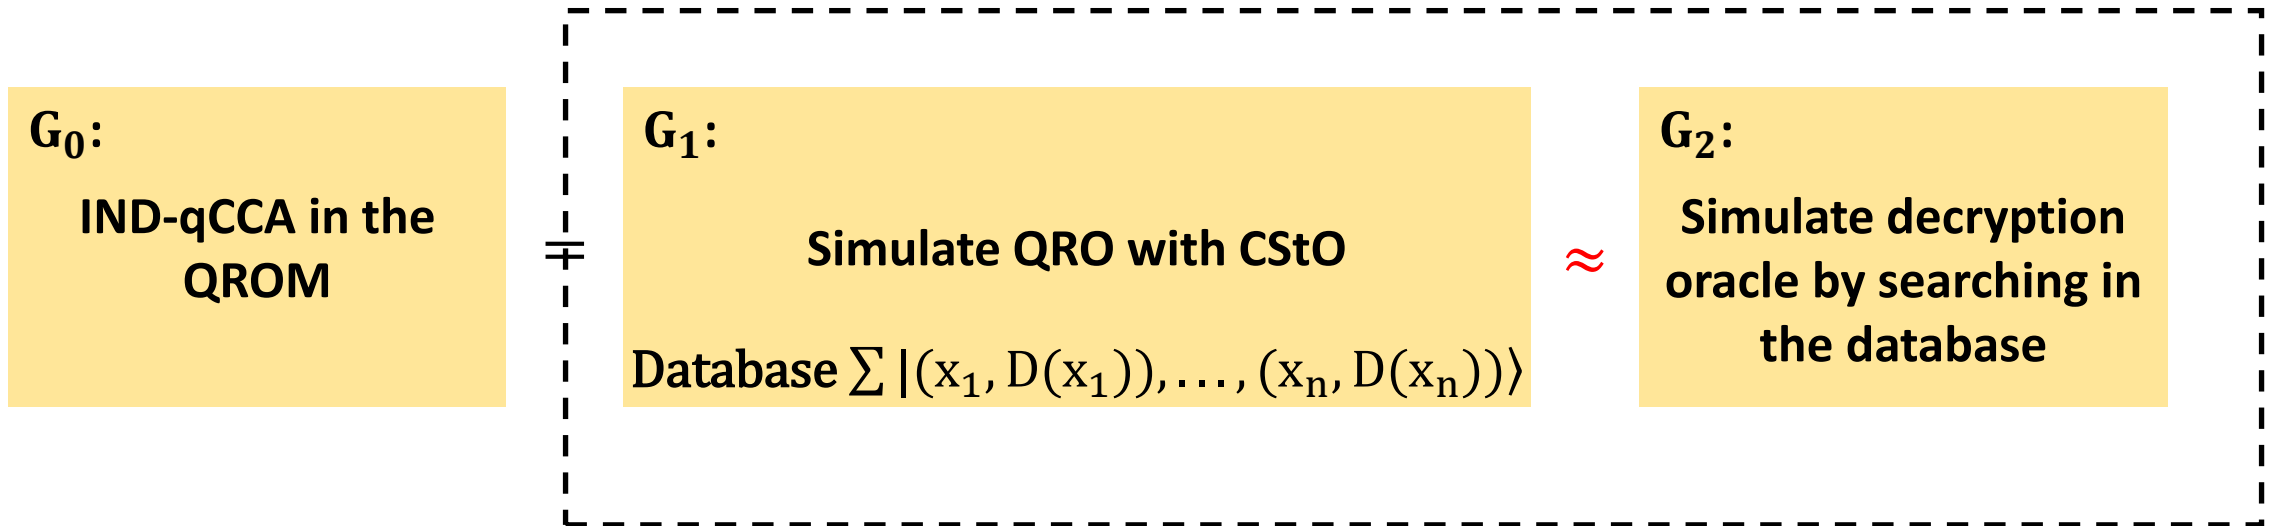 G₀:
IND-qCCA in the
QROM
=
G₁:
Simulate QRO with CStO
Database ∑ |(x₁, D(x₁)), . . . , (xₙ, D(xₙ))⟩
≈
G₂:
Simulate decryption
oracle by searching in
the database